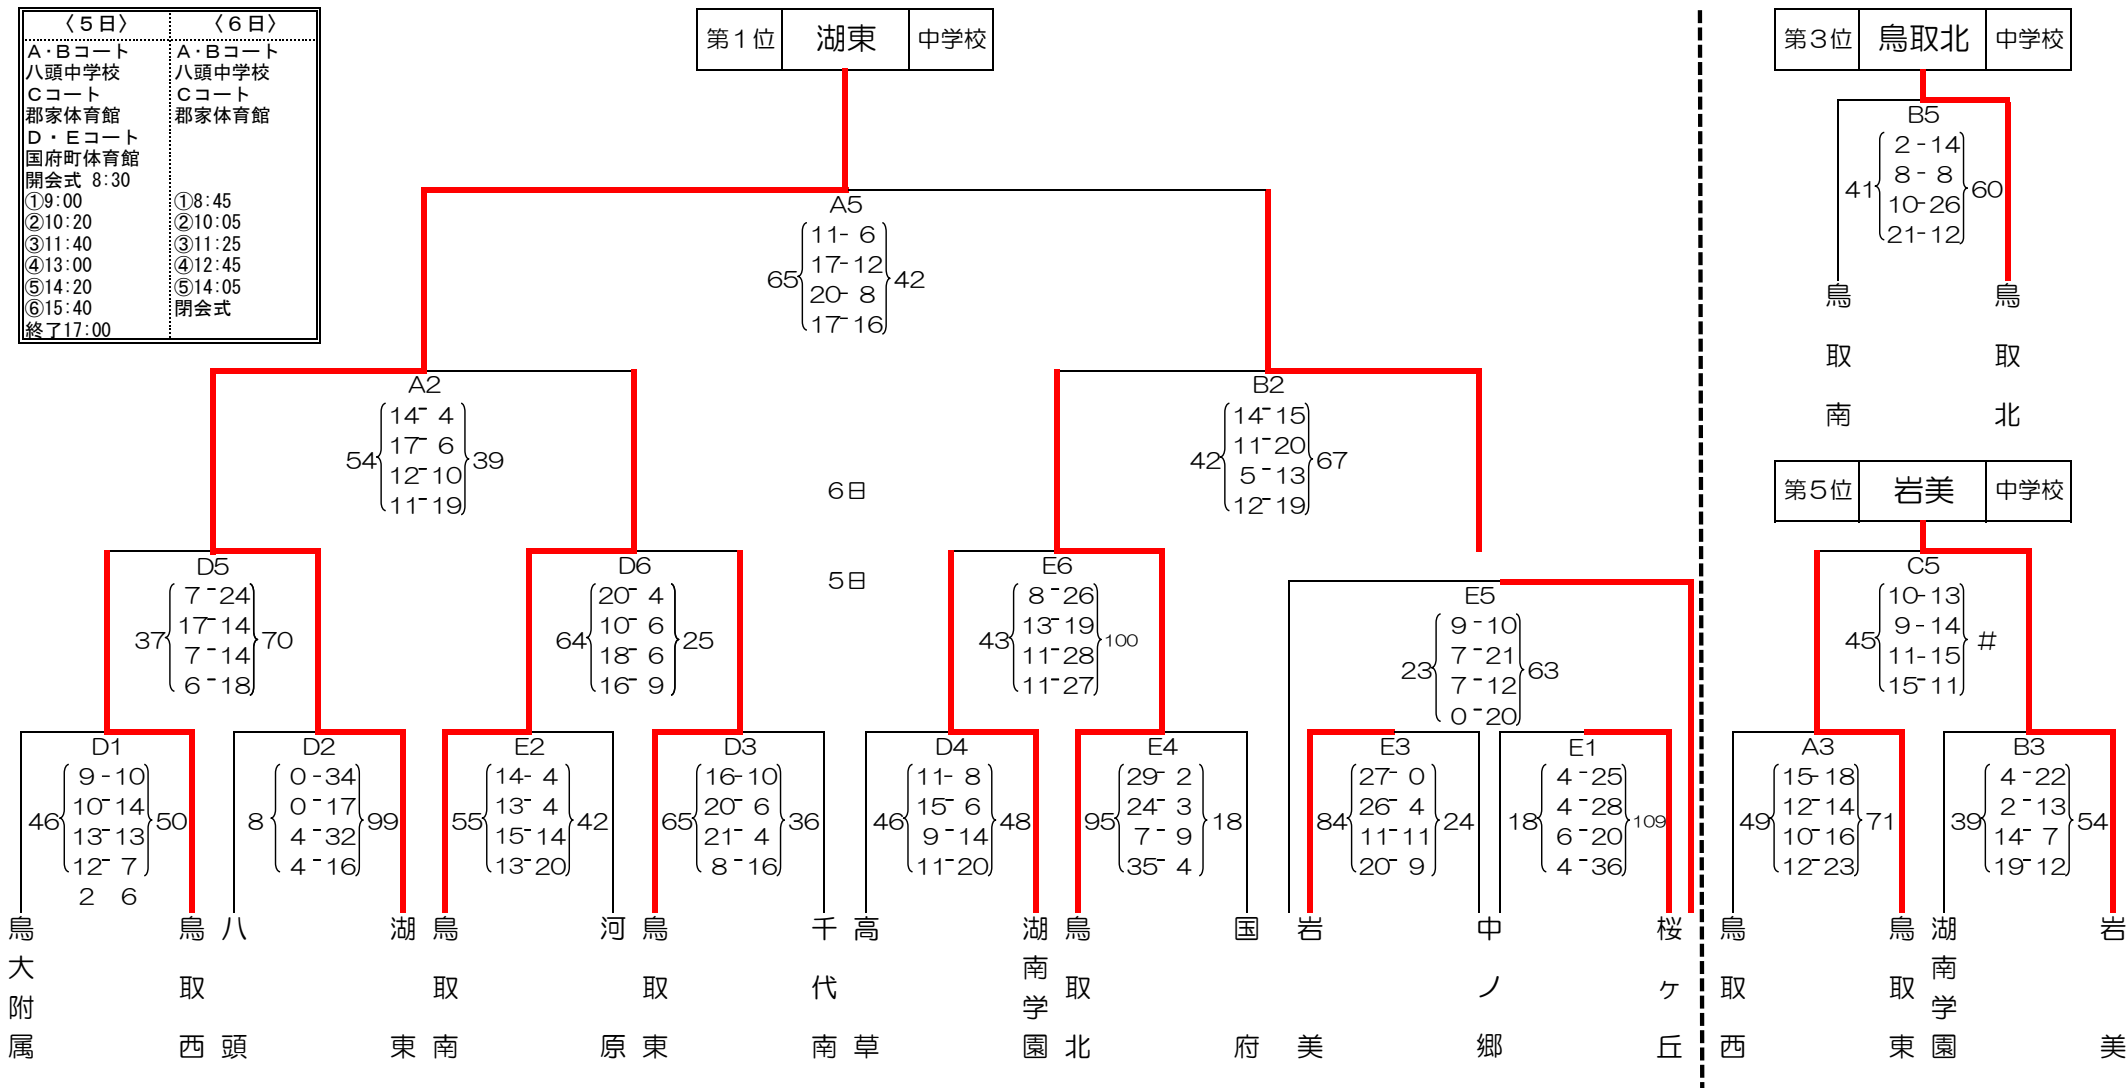 〈５日〉 〈６日〉
A・Bコート A・Bコート
八頭中学校 八頭中学校
Cコート Cコート
郡家体育館 郡家体育館
D・Eコート
国府町体育館
開会式 8:30
①9:00 ①8:45
②10:20 ②10:05
③11:40 ③11:25
④13:00 ④12:45
⑤14:20 ⑤14:05
⑥15:40 閉会式
終了17:00
第１位 湖東 中学校
A5
11- 6
17-12
65 42
20- 8
17-16
A2
14- 4
17- 6
54 39
12-10
11-19
B2
14-15
11-20
42 67
5-13
12-19
６日
５日
D5
7-24
17-14
37 70
7-14
6-18
D6
20- 4
10- 6
64 25
18- 6
16- 9
E6
8-26
13-19
43 100
11-28
11-27
E5
9-10
7-21
23 63
7-12
0-20
D1
9-10
10-14
46 50
13-13
12- 7
2 6
D2
0-34
0-17
8 99
4-32
4-16
E2
14- 4
13- 4
55 42
15-14
13-20
D3
16-10
20- 6
65 36
21- 4
8-16
D4
11- 8
15- 6
46 48
9-14
11-20
E4
29- 2
24- 3
95 18
7- 9
35- 4
E3
27- 0
26- 4
84 24
11-11
20- 9
E1
4-25
4-28
18 109
6-20
4-36
鳥大附属
鳥取西
八頭
湖東
鳥取南
河原
鳥取東
千代南
高草
湖南学園
鳥取北
国府
岩美
中ノ郷
桜ヶ丘
第３位 鳥取北 中学校
B5
2-14
8- 8
41 60
10-26
21-12
鳥取南
鳥取北
第５位 岩美 中学校
C5
10-13
9-14
45 #
11-15
15-11
A3
15-18
12-14
49 71
10-16
12-23
B3
4-22
2-13
39 54
14- 7
19-12
鳥取西
鳥取東
湖南学園
岩美